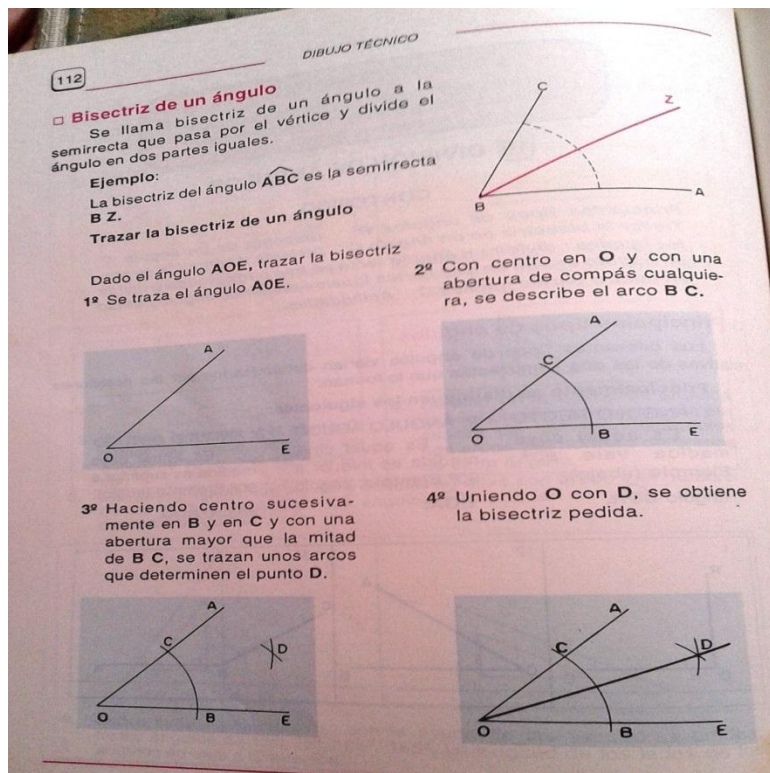 DIBUJO TÉCNICO
112
□ Bisectriz de un ángulo
Se llama bisectriz de un ángulo a la
semirrecta que pasa por el vértice y divide el
ángulo en dos partes iguales.
Ejemplo:
La bisectriz del ángulo ABC es la semirrecta
B Z.
Trazar la bisectriz de un ángulo
Dado el ángulo AOE, trazar la bisectriz
1º Se traza el ángulo A0E.
C
Z
B
A
2º Con centro en O y con una
abertura de compás cualquie-
ra, se describe el arco B C.
A
O
E
A
C
O
B
E
3º Haciendo centro sucesiva-
mente en B y en C y con una
abertura mayor que la mitad
de B C, se trazan unos arcos
que determinen el punto D.
4º Uniendo O con D, se obtiene
la bisectriz pedida.
A
C
D
O
B
E
A
C
D
O
B
E